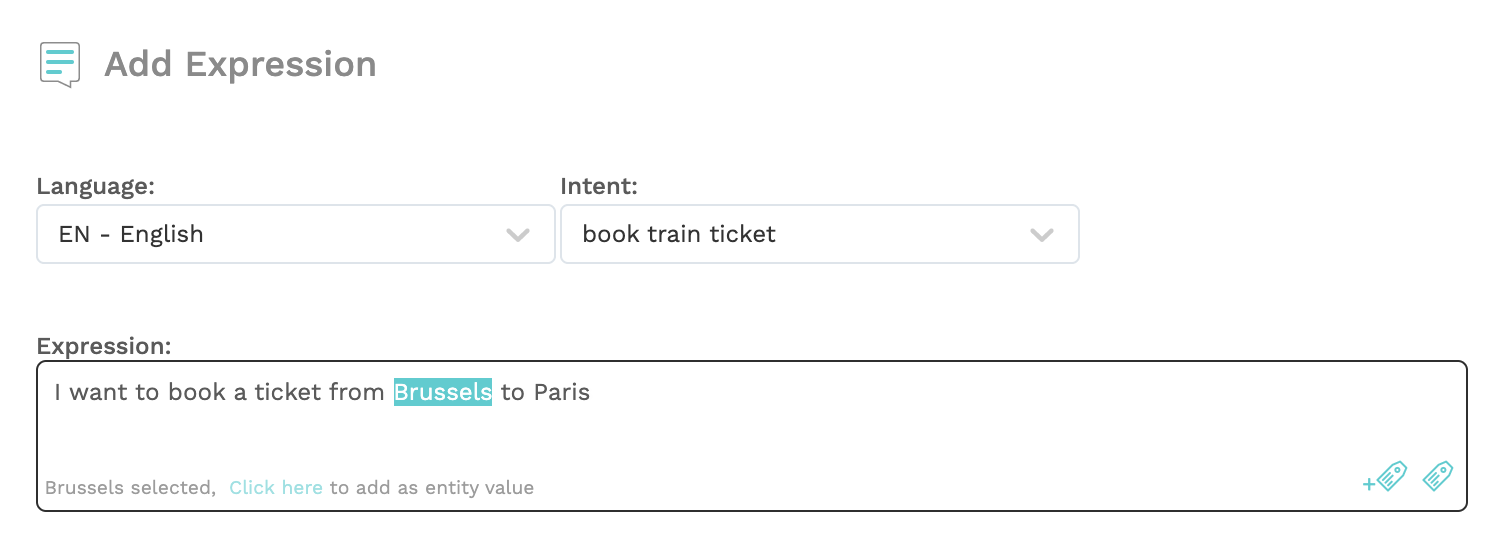 Add Expression
Language:
Intent:
EN - English
book train ticket
Expression:
I want to book a ticket from Brussels to Paris
Brussels selected, Click here to add as entity value
+